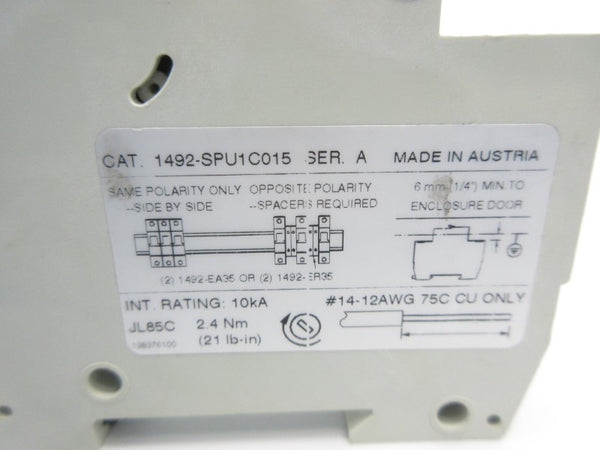 CAT. 1492-SPU1C015 SER. A MADE IN AUSTRIA
SAME POLARITY ONLY OPPOSITE POLARITY 6 mm (1/4") MIN. TO
--SIDE BY SIDE --SPACERS REQUIRED ENCLOSURE DOOR
(2) 1492-EA35 OR (2) 1492-ER35
INT. RATING: 10kA #14-12AWG 75C CU ONLY
JL85C 2.4 Nm
(21 lb-in)